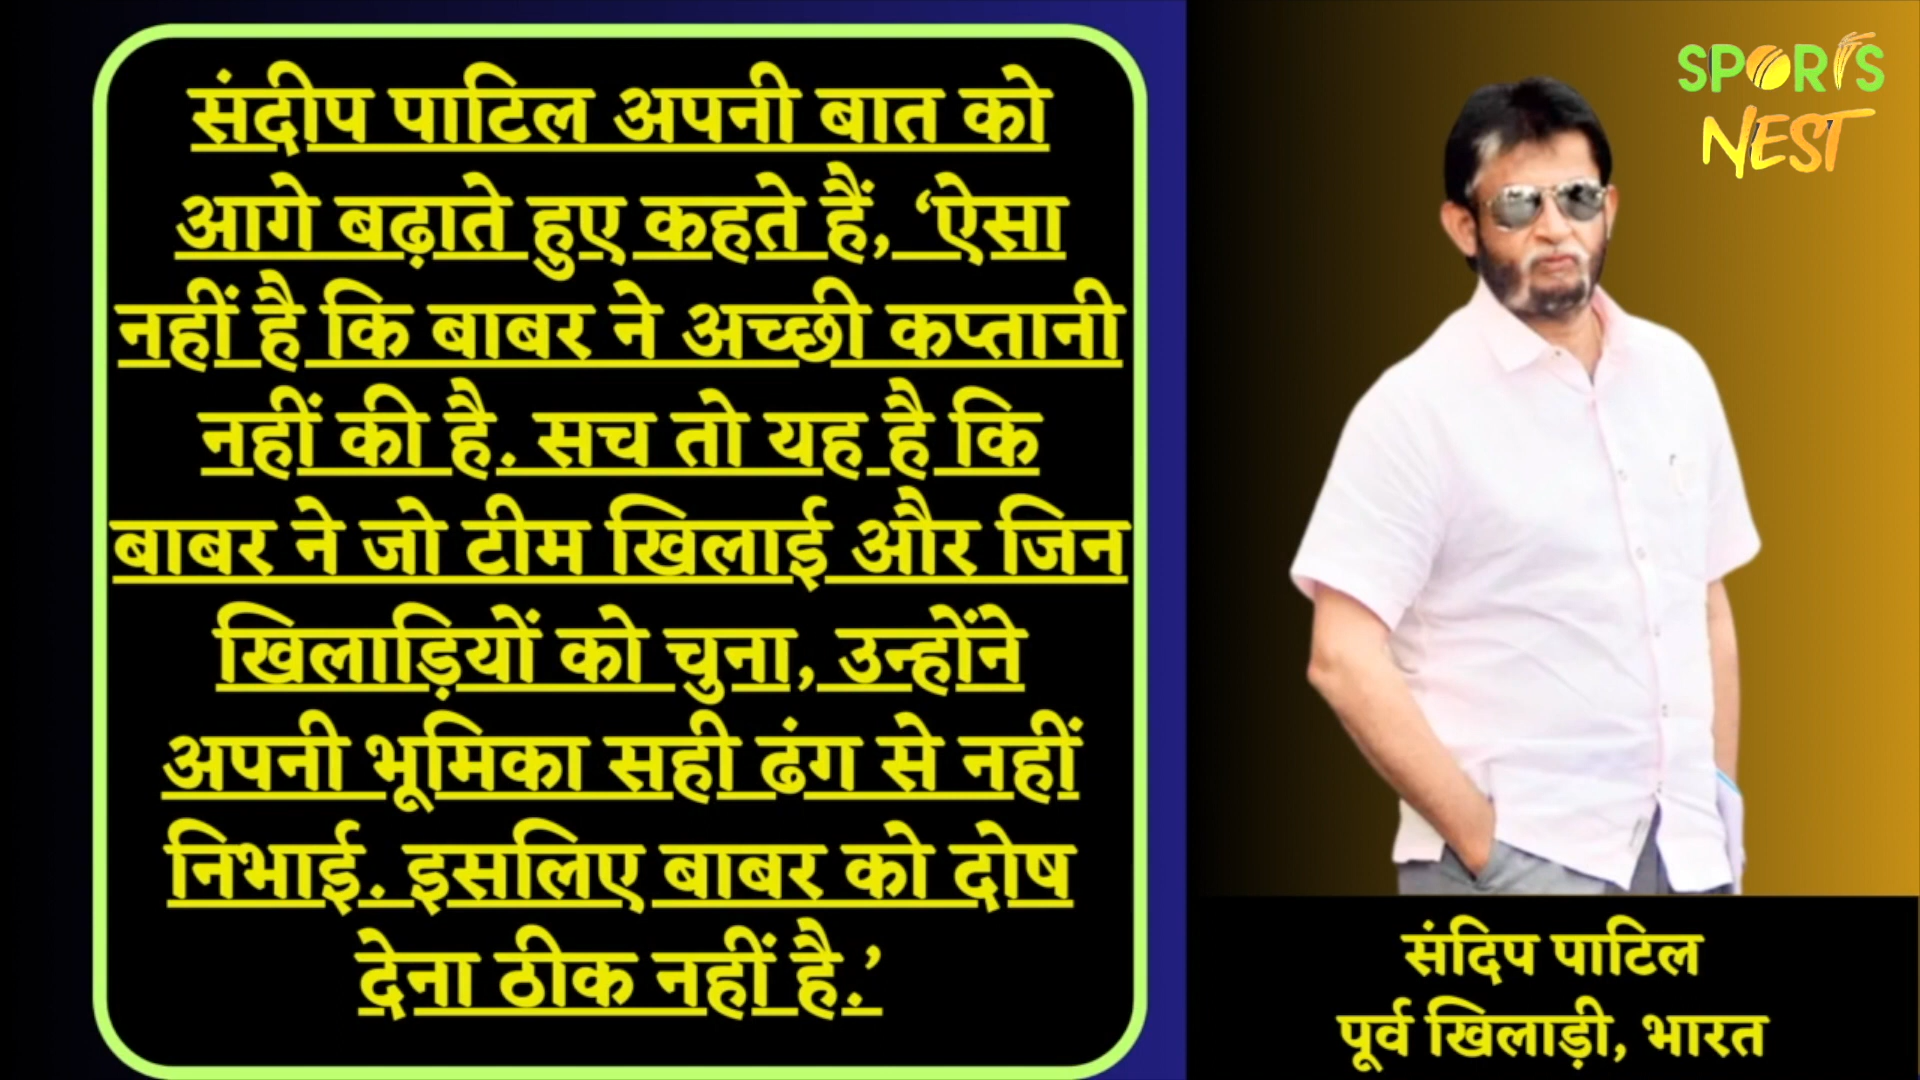 संदीप पाटिल अपनी बात को
आगे बढ़ाते हुए कहते हैं, ‘ऐसा
नहीं है कि बाबर ने अच्छी कप्तानी
नहीं की है. सच तो यह है कि
बाबर ने जो टीम खिलाई और जिन
खिलाड़ियों को चुना, उन्होंने
अपनी भूमिका सही ढंग से नहीं
निभाई. इसलिए बाबर को दोष
देना ठीक नहीं है.’
SPORTS
NEST
संदिप पाटिल
पूर्व खिलाड़ी, भारत